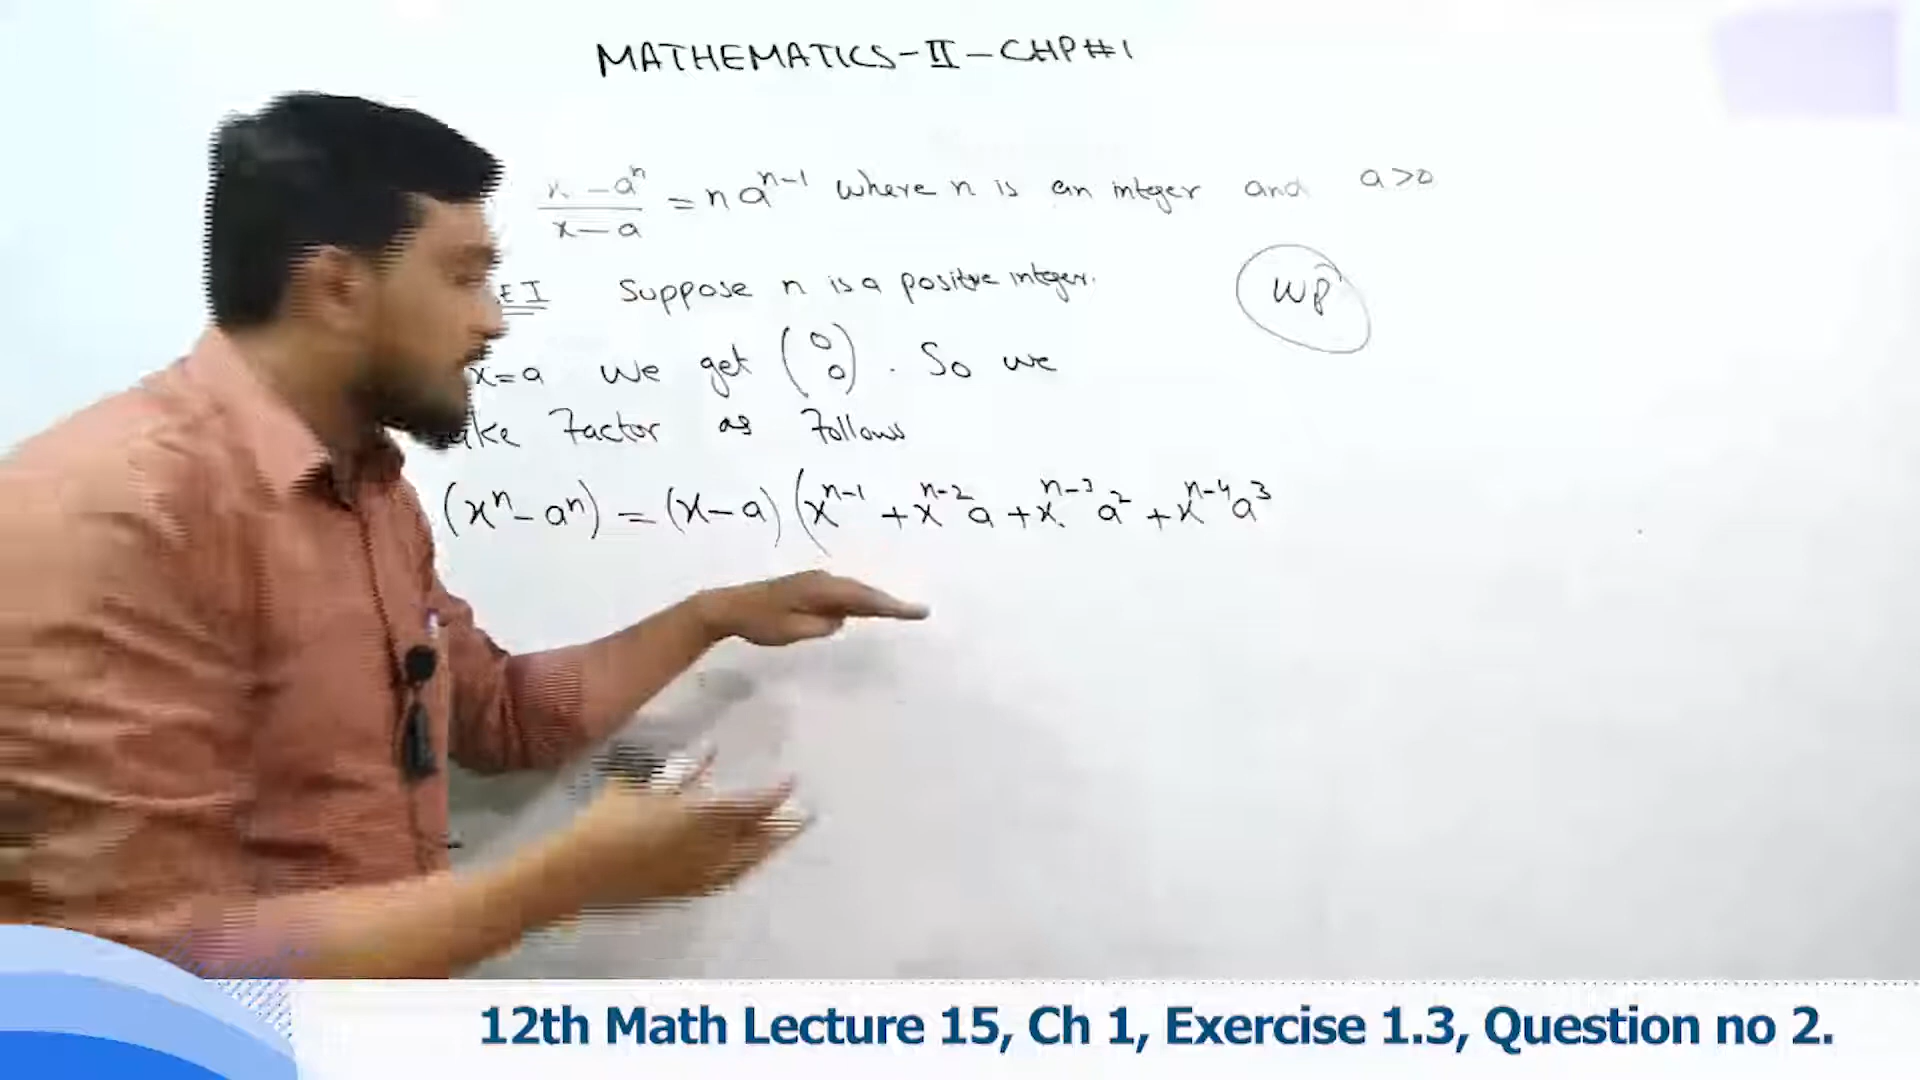 MATHEMATICS-II-CHP#1
x - aⁿ / x - a = n aⁿ⁻¹ where n is an integer and a>0
E I Suppose n is a positive integer.
WP
x=a we get (0/0). So we
ke Factor as Follows
(xⁿ - aⁿ) = (x-a) (xⁿ⁻¹ + xⁿ⁻²a + xⁿ⁻³a² + xⁿ⁻⁴a³
12th Math Lecture 15, Ch 1, Exercise 1.3, Question no 2.